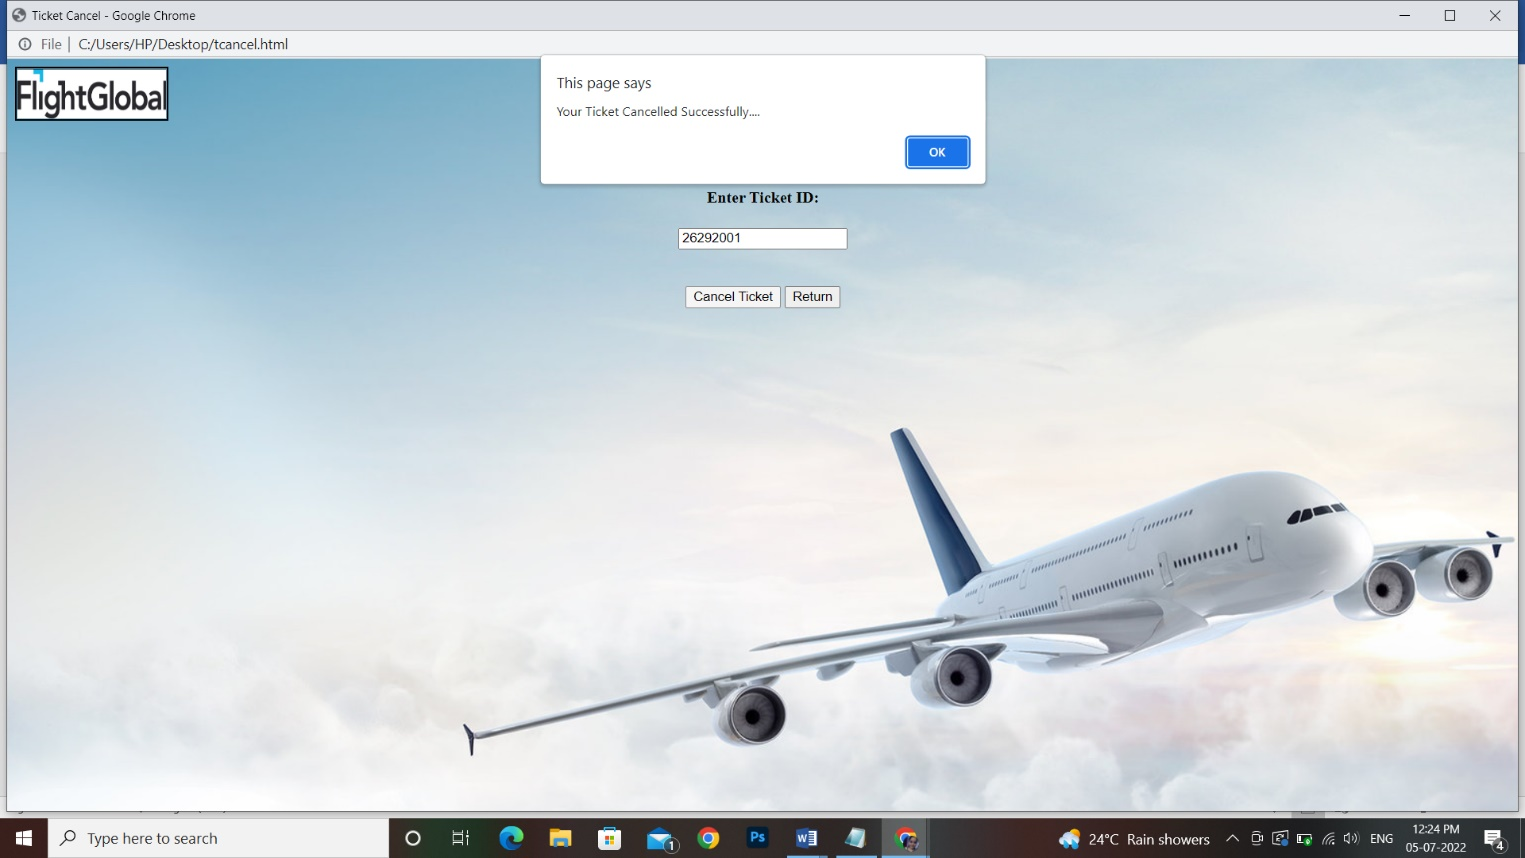 Ticket Cancel - Google Chrome
File | C:/Users/HP/Desktop/tcancel.html
FlightGlobal
This page says
Your Ticket Cancelled Successfully....
OK
Enter Ticket ID:
26292001
Cancel Ticket Return
Type here to search
1
Ps
24°C Rain showers
ENG
12:24 PM
05-07-2022
4